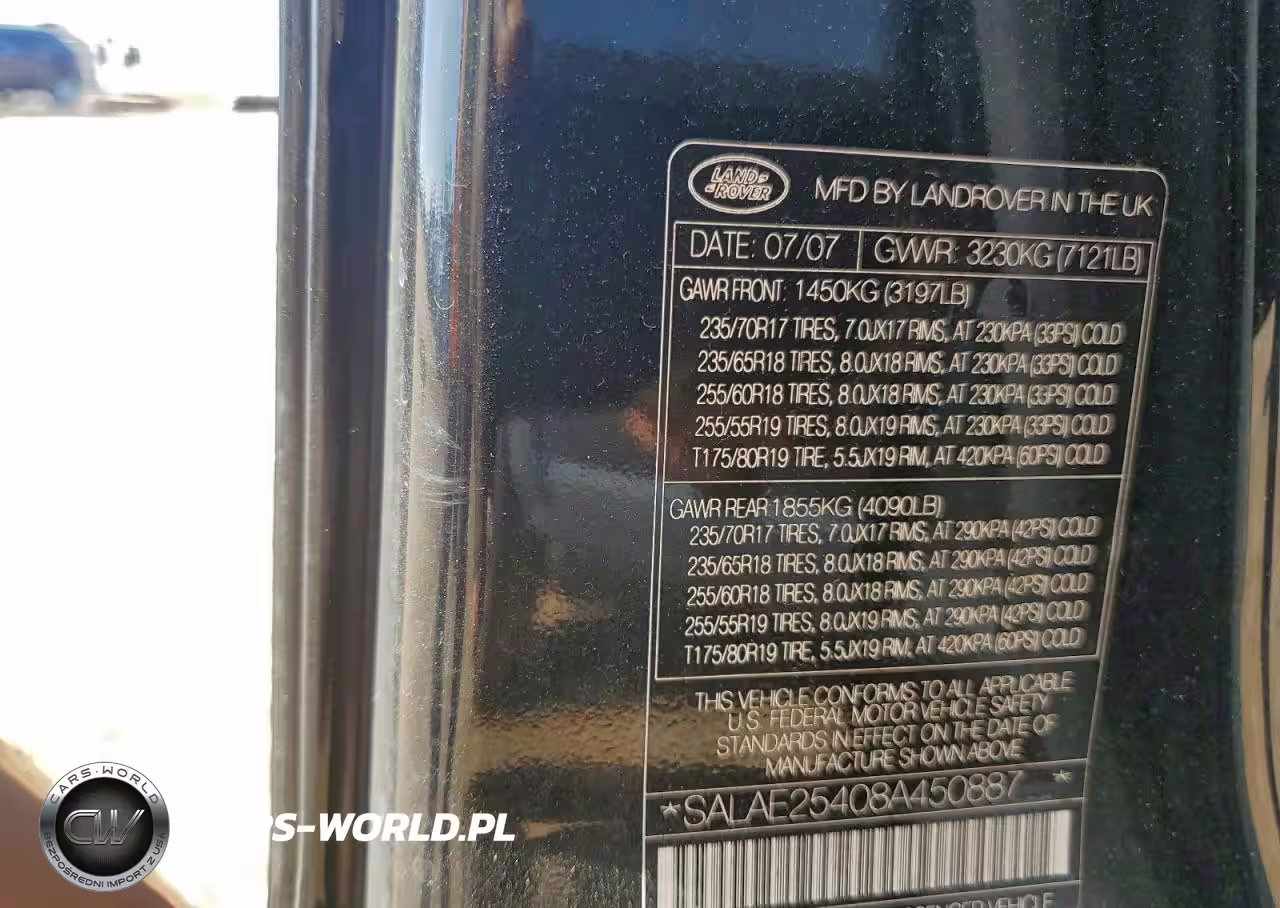 LAND-
-ROVER
MFD BY LANDROVER IN THE UK
DATE: 07/07 GVWR: 3230KG (7121LB)
GAWR FRONT: 1450KG (3197LB)
235/70R17 TIRES, 7.0JX17 RIMS, AT 230KPA (33PSI) COLD
235/65R18 TIRES, 8.0JX18 RIMS, AT 230KPA (33PSI) COLD
255/60R18 TIRES, 8.0JX18 RIMS, AT 230KPA (33PSI) COLD
255/55R19 TIRES, 8.0JX19 RIMS, AT 230KPA (33PSI) COLD
T175/80R19 TIRE, 5.5JX19 RIM, AT 420KPA (60PSI) COLD
GAWR REAR 1855KG (4090LB)
235/70R17 TIRES, 7.0JX17 RIMS, AT 290KPA (42PSI) COLD
235/65R18 TIRES, 8.0JX18 RIMS, AT 290KPA (42PSI) COLD
255/60R18 TIRES, 8.0JX18 RIMS, AT 290KPA (42PSI) COLD
255/55R19 TIRES, 8.0JX19 RIMS, AT 290KPA (42PSI) COLD
T175/80R19 TIRE, 5.5JX19 RIM, AT 420KPA (60PSI) COLD
THIS VEHICLE CONFORMS TO ALL APPLICABLE
U.S. FEDERAL MOTOR VEHICLE SAFETY
STANDARDS IN EFFECT ON THE DATE OF
MANUFACTURE SHOWN ABOVE
*SALAE25408A450887 *
VEHICLE
CARS-WORLD
CW
BEZPOŚREDNI IMPORT Z USA
RS-WORLD.PL